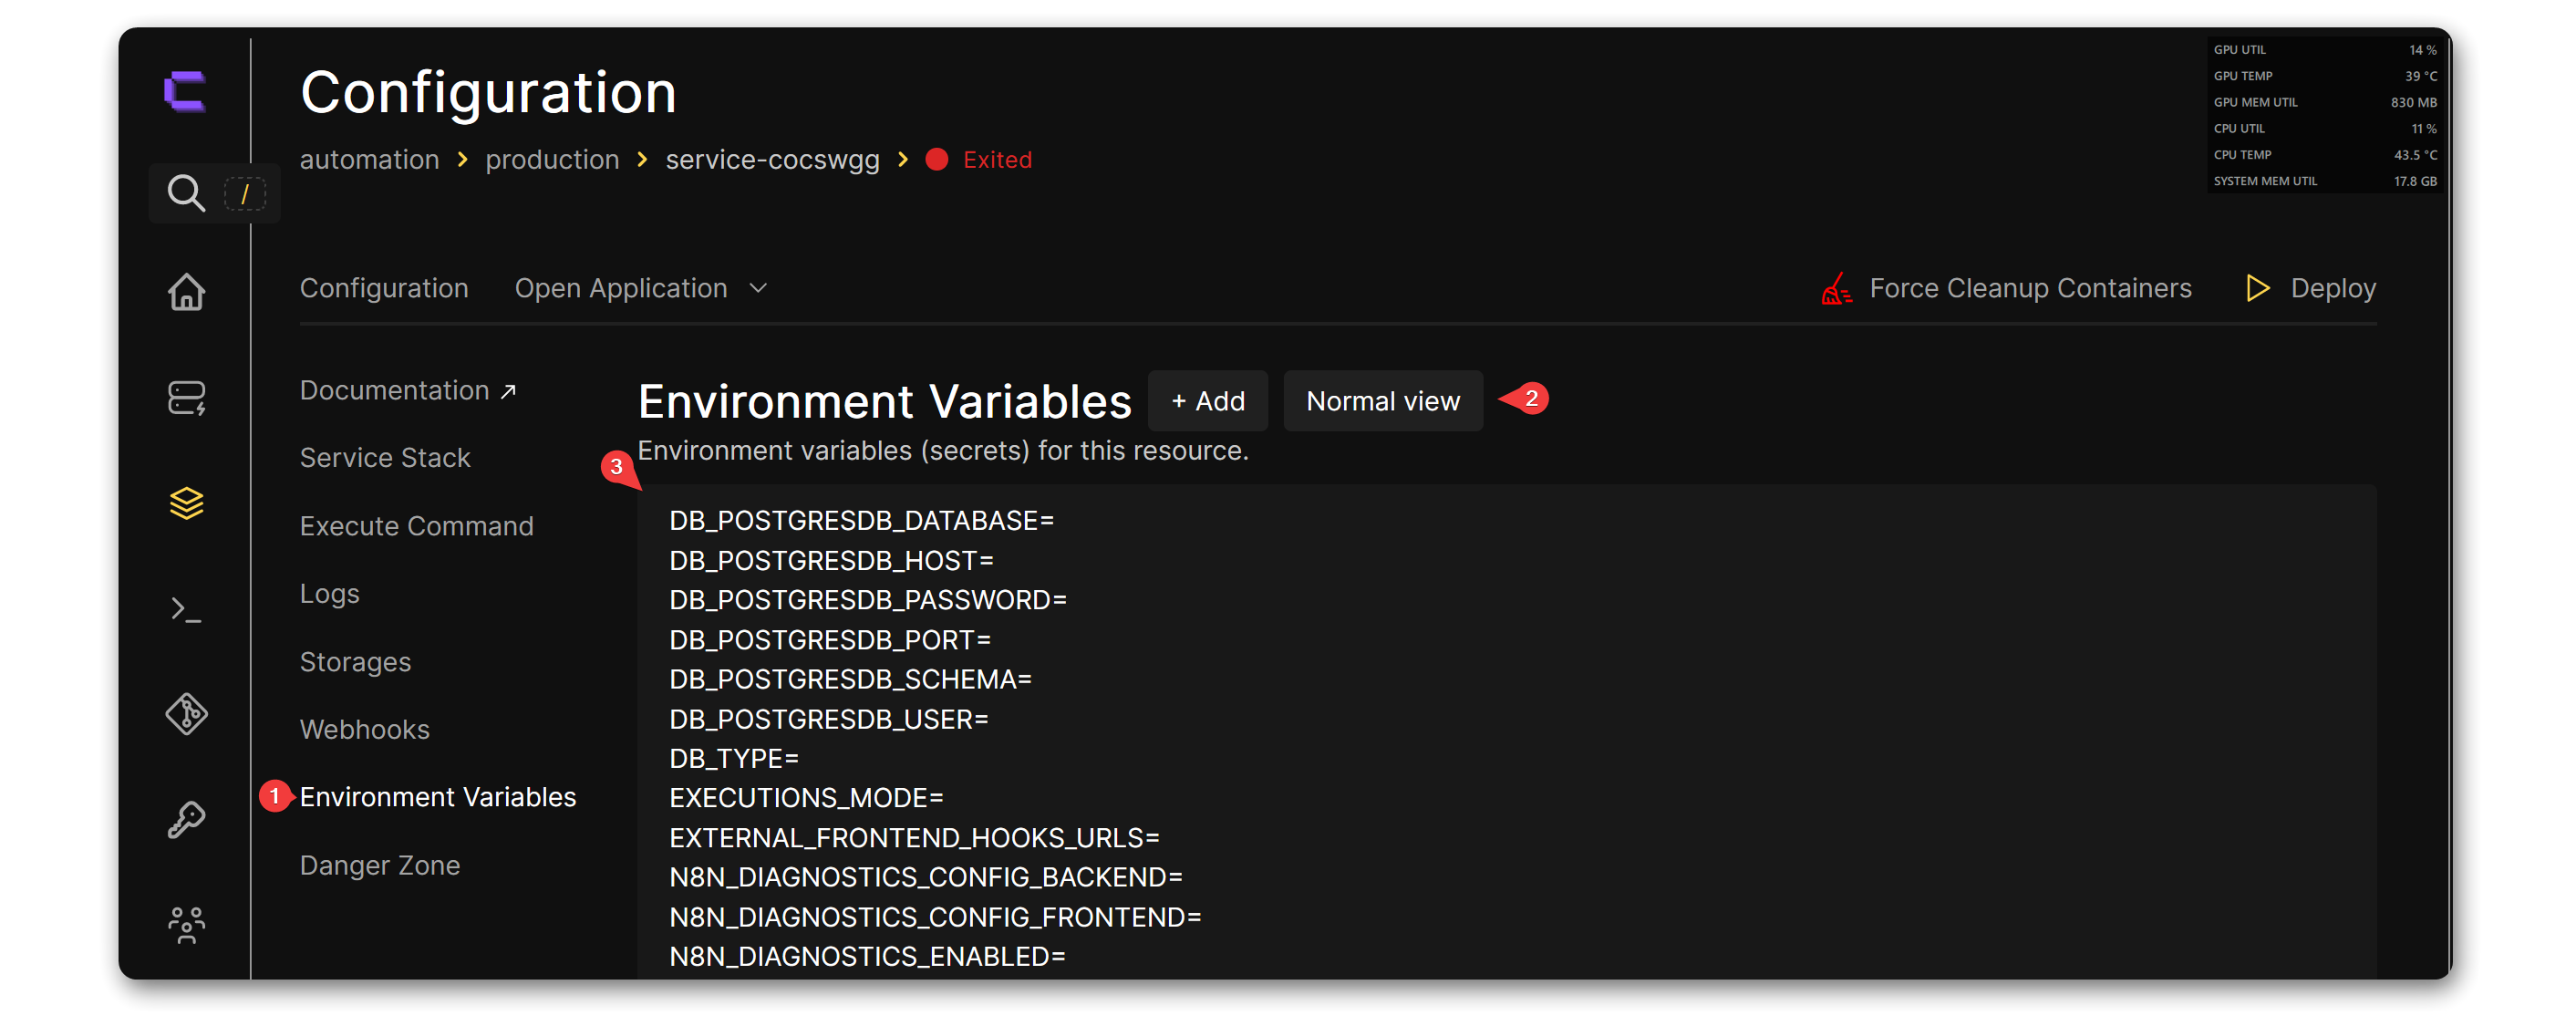 Configuration
automation > production > service-cocswgg > Exited
GPU UTIL 14 %
GPU TEMP 39 °C
GPU MEM UTIL 830 MB
CPU UTIL 11 %
CPU TEMP 43.5 °C
SYSTEM MEM UTIL 17.8 GB
/
Configuration Open Application Force Cleanup Containers Deploy
Documentation
Service Stack
Execute Command
Logs
Storages
Webhooks
1 Environment Variables
Danger Zone
Environment Variables + Add Normal view 2
Environment variables (secrets) for this resource.
3
DB_POSTGRESDB_DATABASE=
DB_POSTGRESDB_HOST=
DB_POSTGRESDB_PASSWORD=
DB_POSTGRESDB_PORT=
DB_POSTGRESDB_SCHEMA=
DB_POSTGRESDB_USER=
DB_TYPE=
EXECUTIONS_MODE=
EXTERNAL_FRONTEND_HOOKS_URLS=
N8N_DIAGNOSTICS_CONFIG_BACKEND=
N8N_DIAGNOSTICS_CONFIG_FRONTEND=
N8N_DIAGNOSTICS_ENABLED=